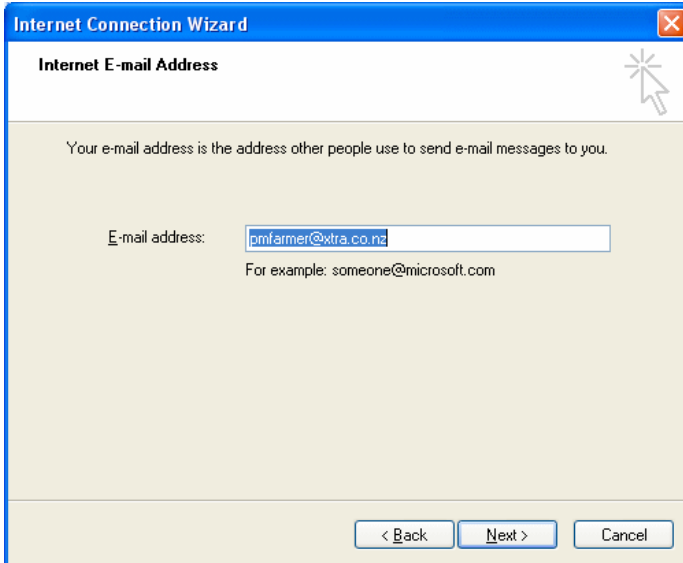 Internet Connection Wizard
Internet E-mail Address
Your e-mail address is the address other people use to send e-mail messages to you.
E-mail address: pmfarmer@xtra.co.nz
For example: someone@microsoft.com
< Back Next > Cancel